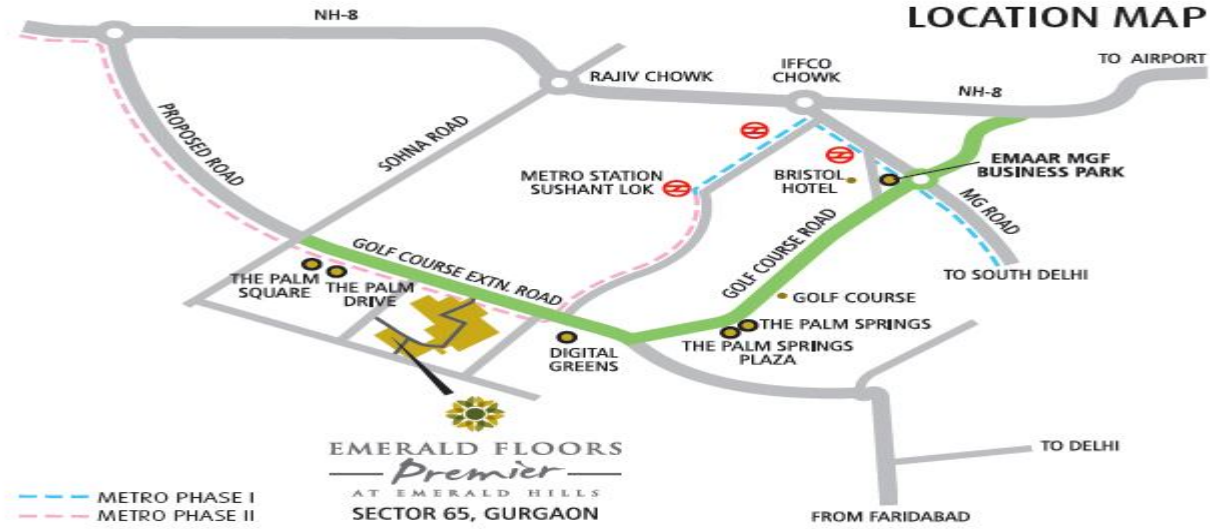 LOCATION MAP
NH-8
RAJIV CHOWK
IFFCO
CHOWK
TO AIRPORT
NH-8
PROPOSED ROAD
SOHNA ROAD
METRO STATION
SUSHANT LOK
BRISTOL
HOTEL
EMAAR MGF
BUSINESS PARK
MG ROAD
TO SOUTH DELHI
GOLF COURSE ROAD
GOLF COURSE EXTN. ROAD
THE PALM
SQUARE
THE PALM
DRIVE
GOLF COURSE
THE PALM SPRINGS
THE PALM SPRINGS
PLAZA
DIGITAL
GREENS
EMERALD FLOORS
Premier
AT EMERALD HILLS
SECTOR 65, GURGAON
TO DELHI
FROM FARIDABAD
METRO PHASE I
METRO PHASE II